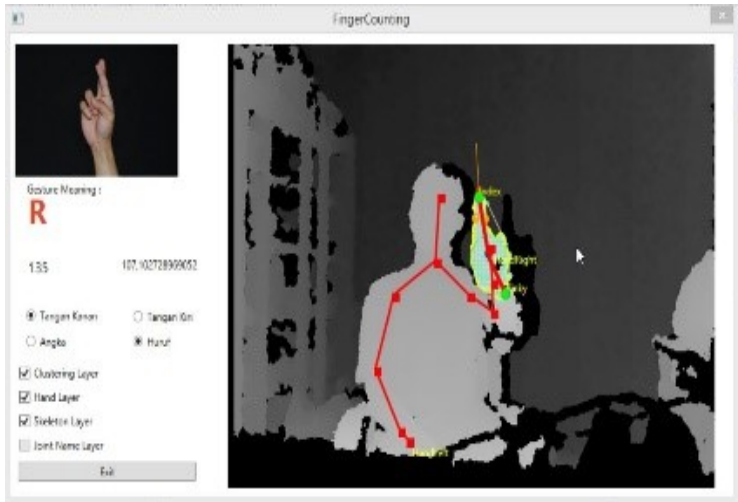 FingerCounting
Gesture Meaning :
R
135 107,102728969052
Tangan Kanan Tangan Kiri
Angka Huruf
Clustering Layer
Hand Layer
Skeleton Layer
Joint Name Layer
Exit
Index
HandRight